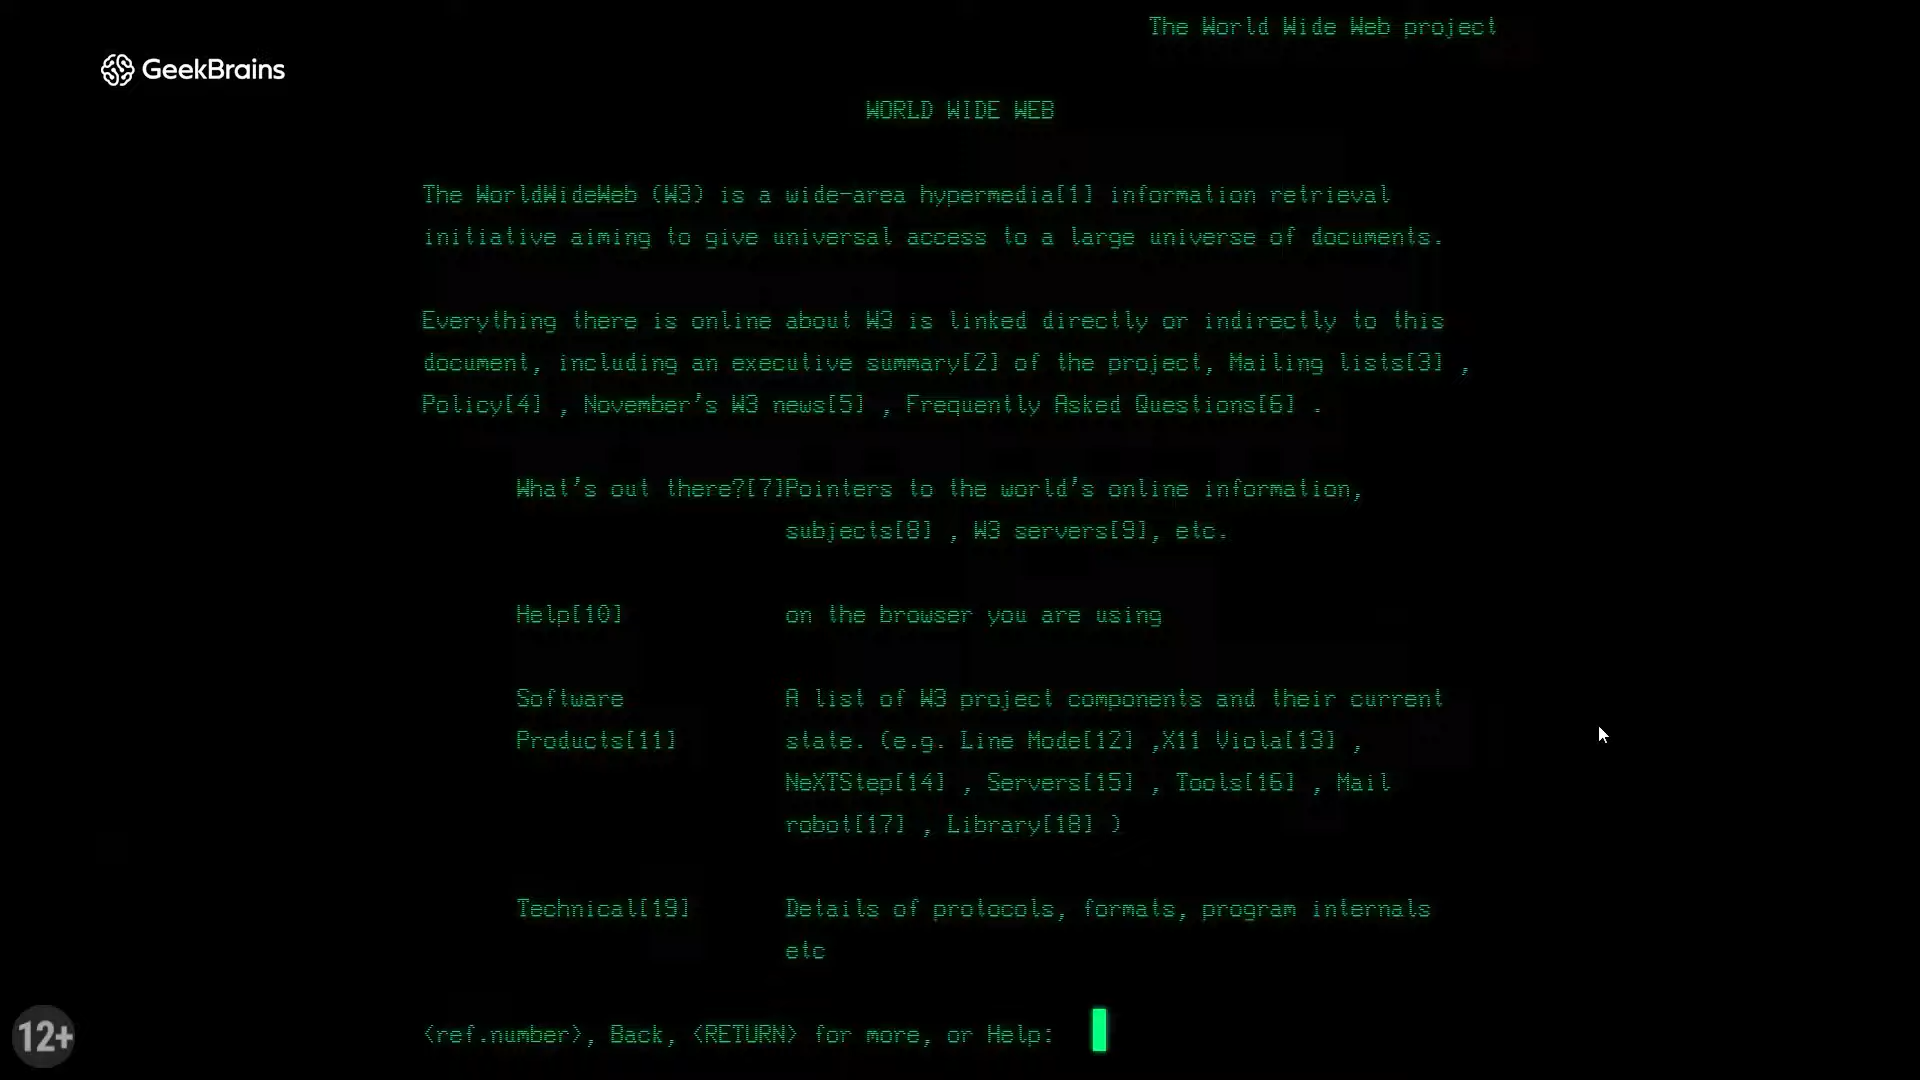 The World Wide Web project
GeekBrains
WORLD WIDE WEB
The WorldWideWeb (W3) is a wide-area hypermedia[1] information retrieval
initiative aiming to give universal access to a large universe of documents.
Everything there is online about W3 is linked directly or indirectly to this
document, including an executive summary[2] of the project, Mailing lists[3] ,
Policy[4] , November's W3 news[5] , Frequently Asked Questions[6] .
What's out there?[7]Pointers to the world's online information,
subjects[8] , W3 servers[9], etc.
Help[10] on the browser you are using
Software A list of W3 project components and their current
Products[11] state. (e.g. Line Mode[12] ,X11 Viola[13] ,
NeXTStep[14] , Servers[15] , Tools[16] , Mail
robot[17] , Library[18] )
Technical[19] Details of protocols, formats, program internals
etc
<ref.number>, Back, <RETURN> for more, or Help:
12+